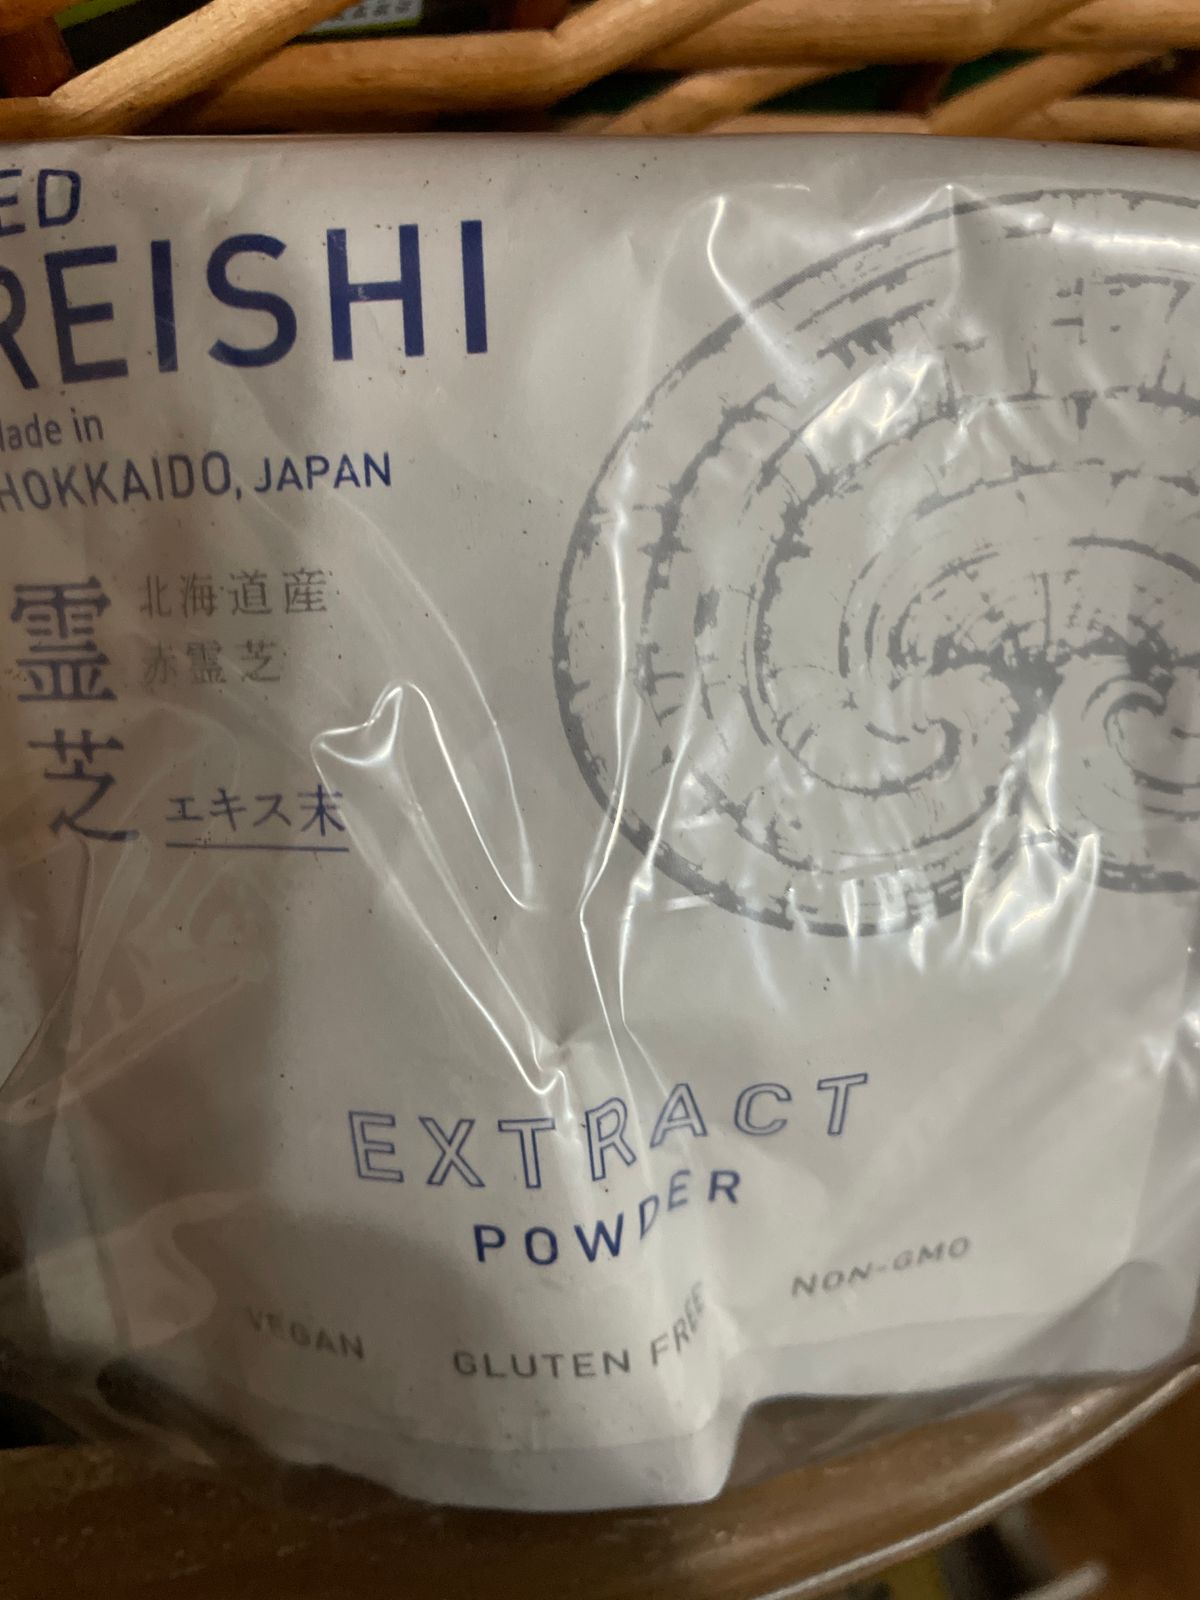 ED
REISHI
Made in
HOKKAIDO, JAPAN
霊芝
北海道産
赤霊芝
エキス末
EXTRACT
POWDER
VEGAN
GLUTEN FREE
NON-GMO